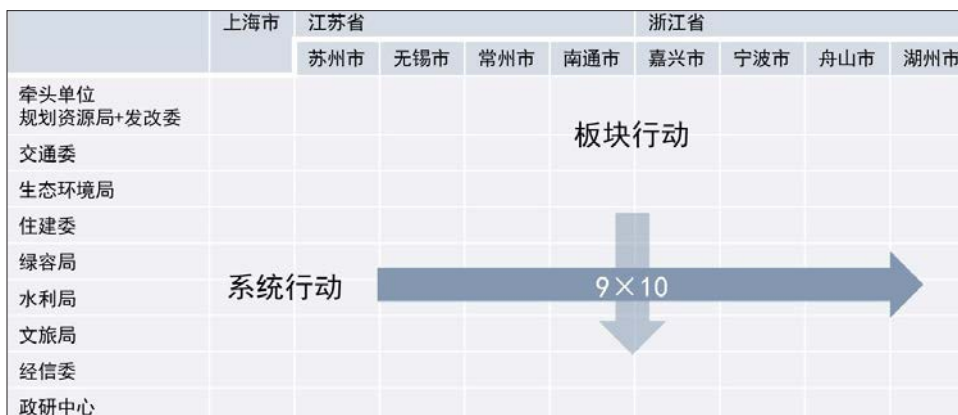 上海市 江苏省 浙江省
苏州市 无锡市 常州市 南通市 嘉兴市 宁波市 舟山市 湖州市
牵头单位
规划资源局+发改委
板块行动
交通委
生态环境局
住建委
绿容局
系统行动
9×10
水利局
文旅局
经信委
政研中心